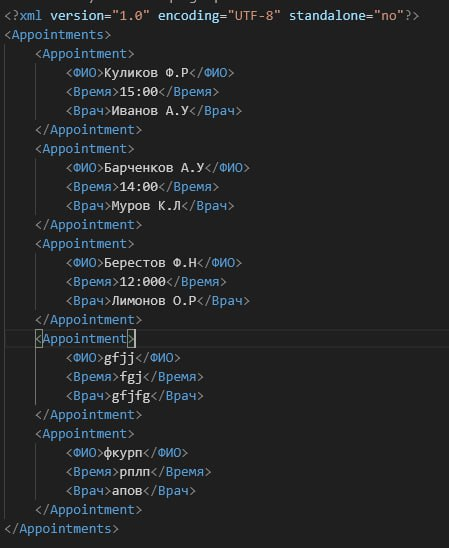 <?xml version="1.0" encoding="UTF-8" standalone="no"?>
<Appointments>
<Appointment>
<ФИО>Куликов Ф.Р</ФИО>
<Время>15:00</Время>
<Врач>Иванов А.У</Врач>
</Appointment>
<Appointment>
<ФИО>Барченков А.У</ФИО>
<Время>14:00</Время>
<Врач>Муров К.Л</Врач>
</Appointment>
<Appointment>
<ФИО>Берестов Ф.Н</ФИО>
<Время>12:000</Время>
<Врач>Лимонов О.Р</Врач>
</Appointment>
<Appointment>
<ФИО>gfjj</ФИО>
<Время>fgj</Время>
<Врач>gfjfg</Врач>
</Appointment>
<Appointment>
<ФИО>фкурп</ФИО>
<Время>рплп</Время>
<Врач>апов</Врач>
</Appointment>
</Appointments>